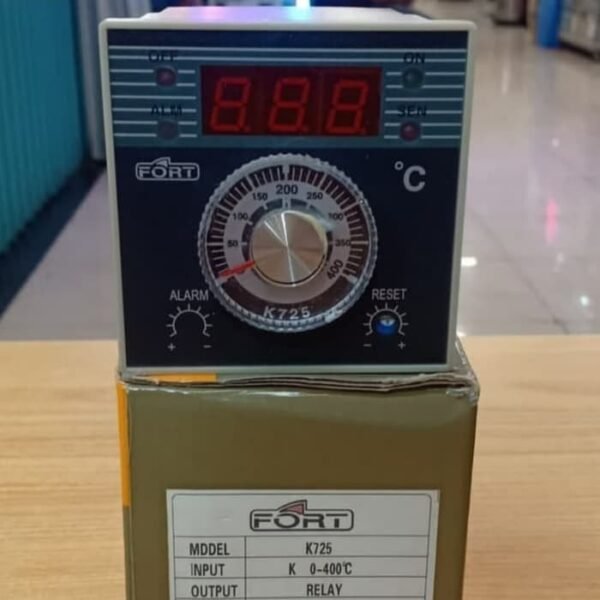 OFF
ON
888
ALM
SEN
FORT
°C
50
100
150
200
250
300
350
400
K725
ALARM
+ -
RESET
- +
FORT
MDDEL K725
INPUT K 0-400℃
OUTPUT RELAY